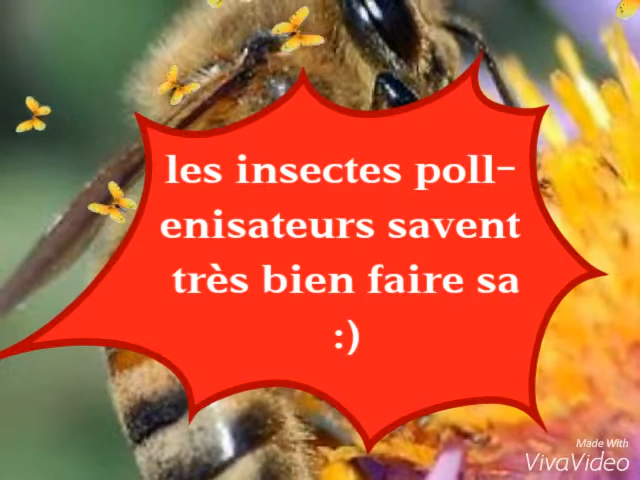 les insectes poll-
enisateurs savent
très bien faire sa
:)
Made With
VivaVideo